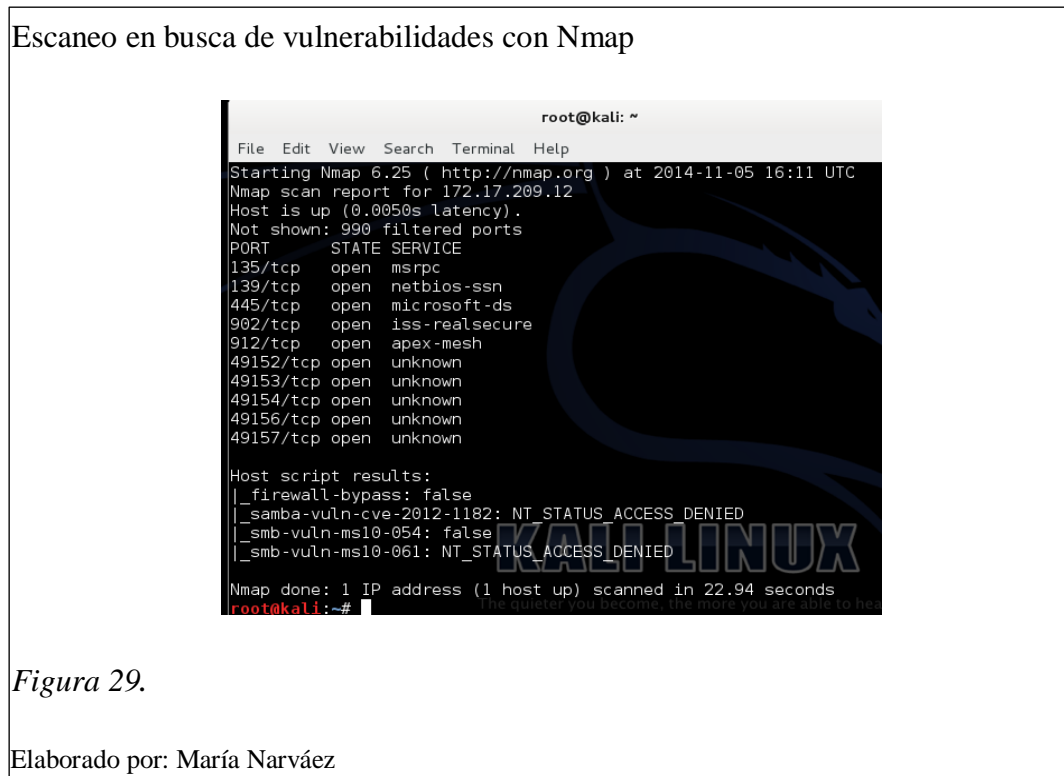 Escaneo en busca de vulnerabilidades con Nmap
root@kali: ~
File Edit View Search Terminal Help
Starting Nmap 6.25 ( http://nmap.org ) at 2014-11-05 16:11 UTC
Nmap scan report for 172.17.209.12
Host is up (0.0050s latency).
Not shown: 990 filtered ports
PORT STATE SERVICE
135/tcp open msrpc
139/tcp open netbios-ssn
445/tcp open microsoft-ds
902/tcp open iss-realsecure
912/tcp open apex-mesh
49152/tcp open unknown
49153/tcp open unknown
49154/tcp open unknown
49156/tcp open unknown
49157/tcp open unknown
Host script results:
|_firewall-bypass: false
|_samba-vuln-cve-2012-1182: NT_STATUS_ACCESS_DENIED
|_smb-vuln-ms10-054: false
|_smb-vuln-ms10-061: NT_STATUS_ACCESS_DENIED
KALI LINUX
Nmap done: 1 IP address (1 host up) scanned in 22.94 seconds
root@kali:~#
The quieter you become, the more you are able to hea
Figura 29.
Elaborado por: María Narváez